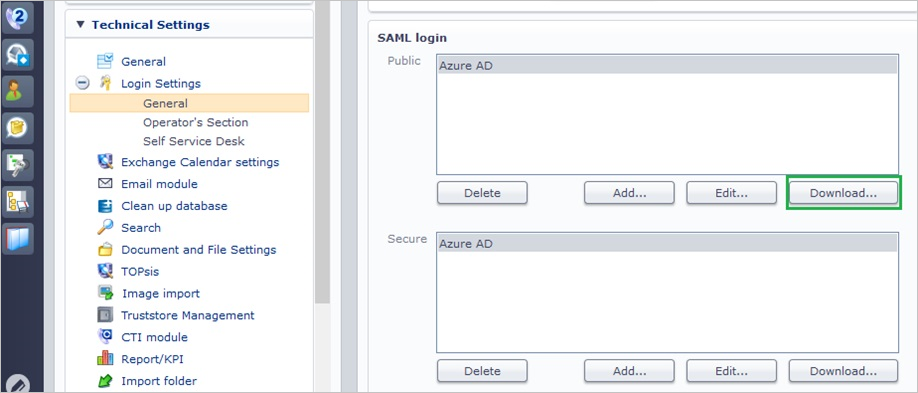 2
Technical Settings
General
Login Settings
General
Operator's Section
Self Service Desk
Exchange Calendar settings
Email module
Clean up database
Search
Document and File Settings
TOPsis
Image import
Truststore Management
CTI module
Report/KPI
Import folder
SAML login
Public
Azure AD
Delete
Add...
Edit...
Download...
Secure
Azure AD
Delete
Add...
Edit...
Download...